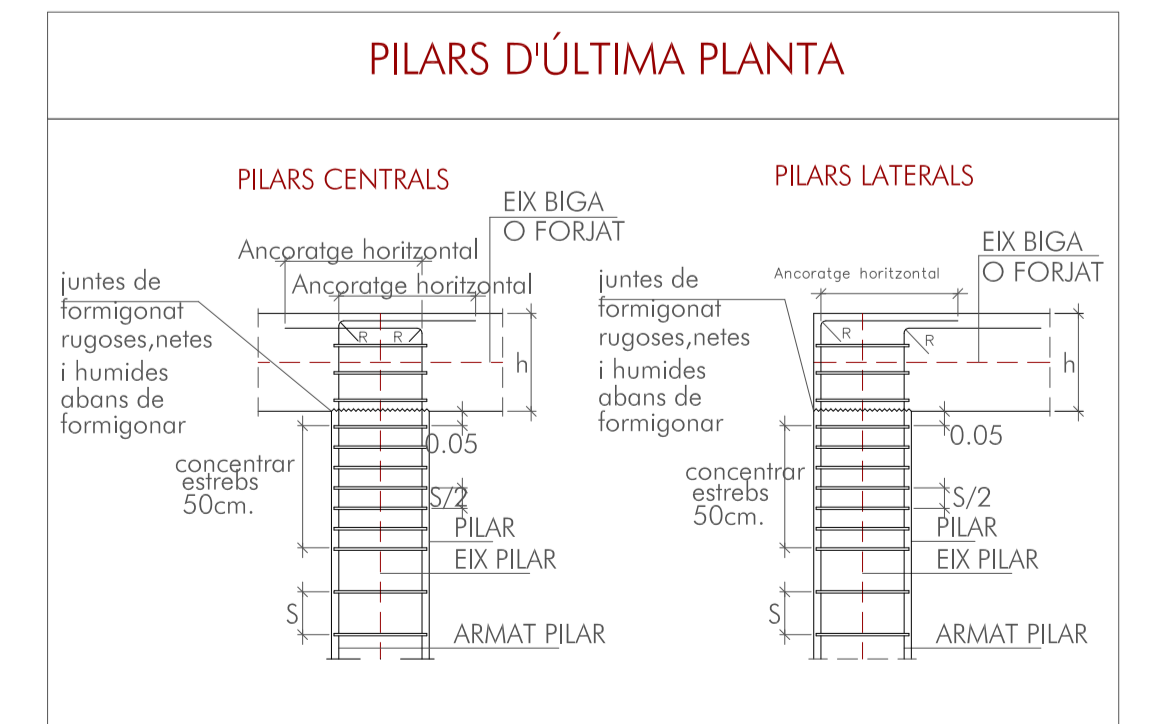 PILARS D'ÚLTIMA PLANTA
PILARS CENTRALS
EIX BIGA
O FORJAT
Ancoratge horitzontal
Ancoratge horitzontal
juntes de
formigonat
rugoses,netes
i humides
abans de
formigonar
R
R
h
0.05
concentrar
estrebs
50cm.
S/2
PILAR
EIX PILAR
S
ARMAT PILAR
PILARS LATERALS
EIX BIGA
O FORJAT
Ancoratge horitzontal
juntes de
formigonat
rugoses,netes
i humides
abans de
formigonar
R
R
h
0.05
concentrar
estrebs
50cm.
S/2
PILAR
EIX PILAR
S
ARMAT PILAR